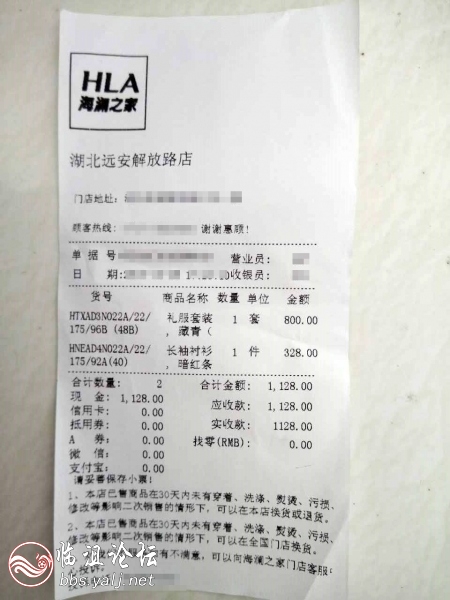 HLA
海澜之家
湖北远安解放路店
门店地址:
顾客热线: 谢谢惠顾!
单据号 营业员:
日 期: 收银员:
货号 商品名称 数量 单位 金额
HTXAD3N022A/22/ 礼服套装 1 套 800.00
175/96B (48B) , 藏青 (
HNEAD4N022A/22/ 长袖衬衫 1 件 328.00
175/92A(40) , 暗红条
合计数量: 2 合计金额: 1,128.00
现 金: 1,128.00 应收款: 1,128.00
信用卡: 0.00 实收款: 1128.00
抵用券: 0.00 找零(RMB): 0.00
A 券: 0.00
微 信: 0.00
支付宝: 0.00
请妥善保存小票:
1、本店已售商品在30天内未有穿着、洗涤、熨烫、污损、
修改等影响二次销售的情形下,可以在本店换货或退货。
2、本店已售商品在30天内未有穿着、洗涤、熨烫、污损、
修改等影响二次销售的情形下,可以在全国门店换货。
有不满意,可以向海澜之家门店客服
投诉。
临沮论坛
bbs.yalj.net